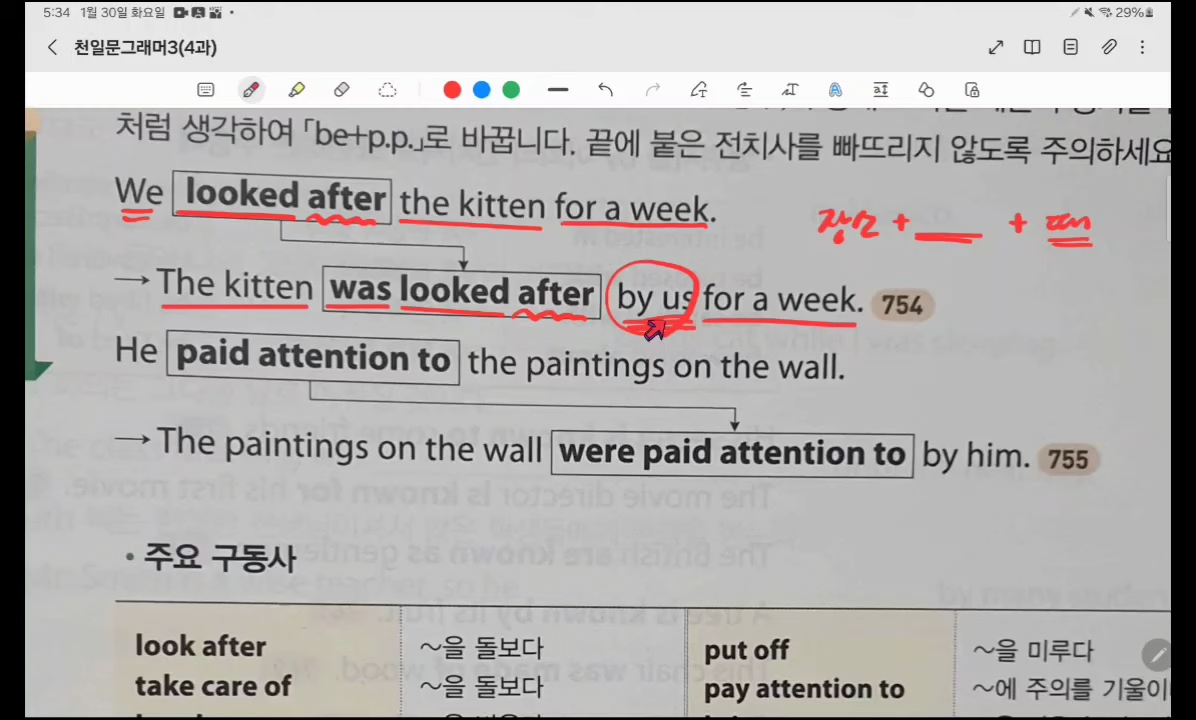 5:34 1월 30일 화요일 29%
천일문그래머3(4과)
처럼 생각하여 「be+p.p.」로 바꿉니다. 끝에 붙은 전치사를 빠뜨리지 않도록 주의하세요
We looked after the kitten for a week.
장소 + ___ + 때
→ The kitten was looked after by us for a week. 754
He paid attention to the paintings on the wall.
→ The paintings on the wall were paid attention to by him. 755
• 주요 구동사
look after ~을 돌보다 put off ~을 미루다
take care of ~을 돌보다 pay attention to ~에 주의를 기울이